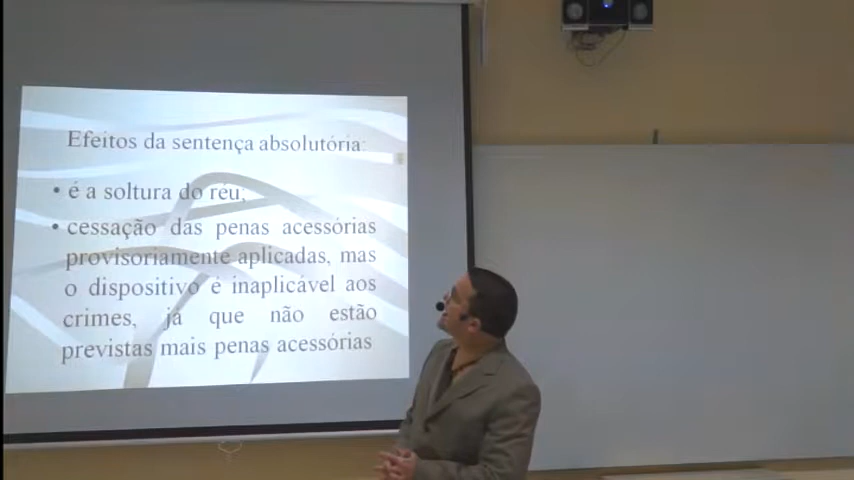 Efeitos da sentença absolutória:
• é a soltura do réu;
• cessação das penas acessórias
provisoriamente aplicadas, mas
o dispositivo é inaplicável aos
crimes, já que não estão
previstas mais penas acessórias